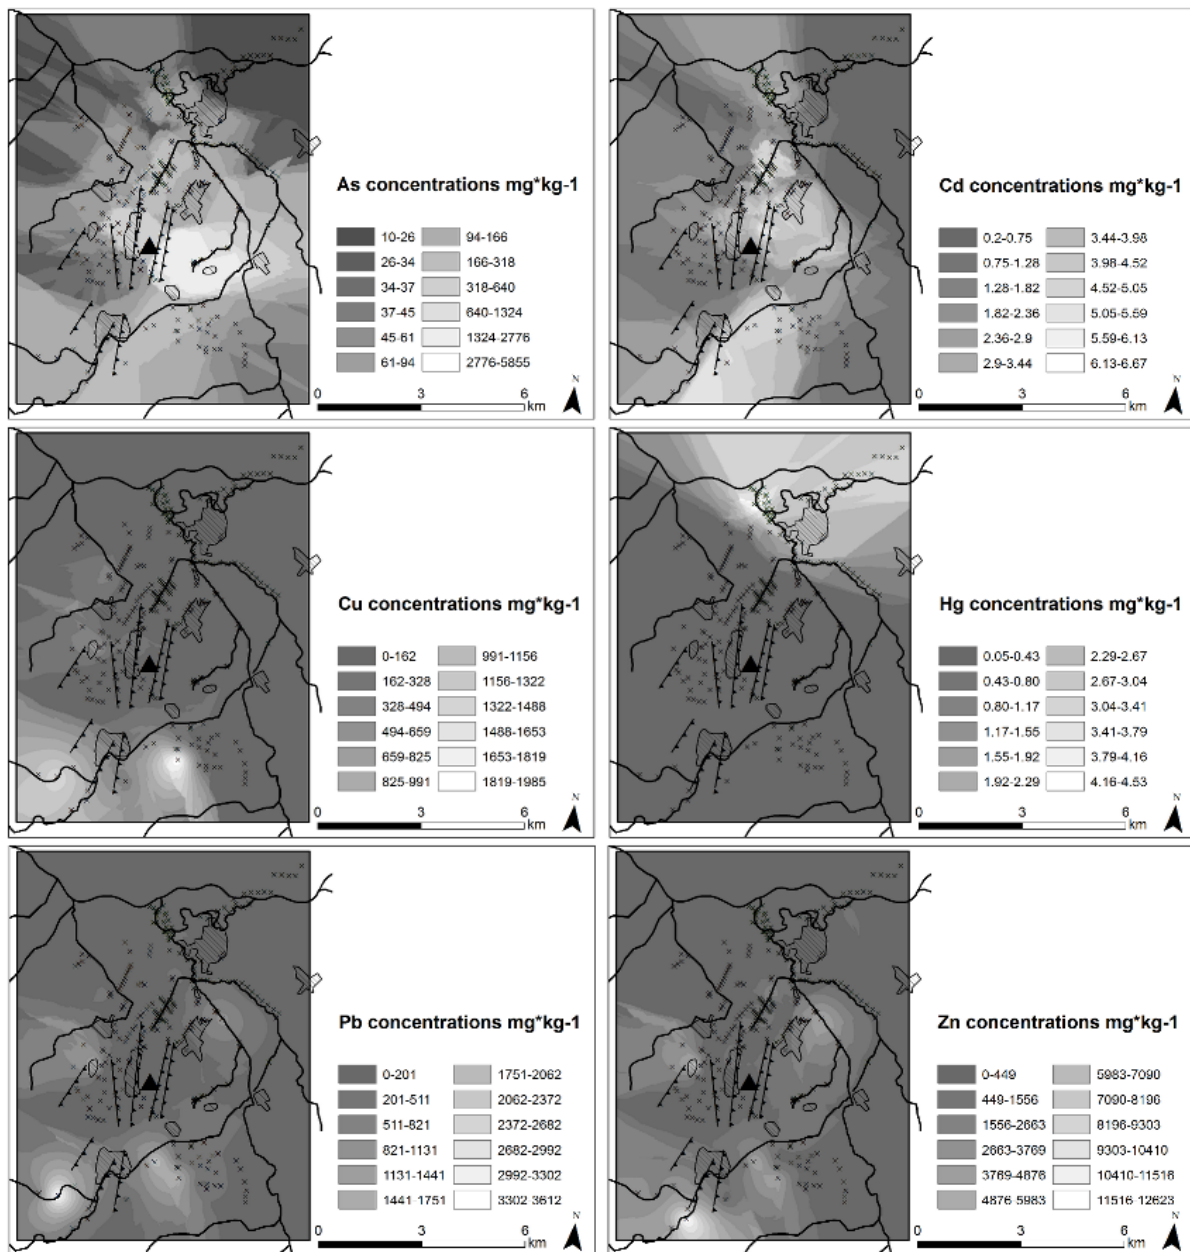 As concentrations mg*kg-1
10-26 94-166
26-34 166-318
34-37 318-640
37-45 640-1324
45-61 1324-2776
61-94 2776-5855
0 3 6
km
N
Cd concentrations mg*kg-1
0.2-0.75 3.44-3.98
0.75-1.28 3.98-4.52
1.28-1.82 4.52-5.05
1.82-2.36 5.05-5.59
2.36-2.9 5.59-6.13
2.9-3.44 6.13-6.67
0 3 6
km
N
Cu concentrations mg*kg-1
0-162 991-1156
162-328 1156-1322
328-494 1322-1488
494-659 1488-1653
659-825 1653-1819
825-991 1819-1985
0 3 6
km
N
Hg concentrations mg*kg-1
0.05-0.43 2.29-2.67
0.43-0.80 2.67-3.04
0.80-1.17 3.04-3.41
1.17-1.55 3.41-3.79
1.55-1.92 3.79-4.16
1.92-2.29 4.16-4.53
0 3 6
km
N
Pb concentrations mg*kg-1
0-201 1751-2062
201-511 2062-2372
511-821 2372-2682
821-1131 2682-2992
1131-1441 2992-3302
1441-1751 3302-3612
0 3 6
km
N
Zn concentrations mg*kg-1
0-449 5983-7090
449-1556 7090-8196
1556-2663 8196-9303
2663-3769 9303-10410
3769-4876 10410-11516
4876-5983 11516-12623
0 3 6
km
N